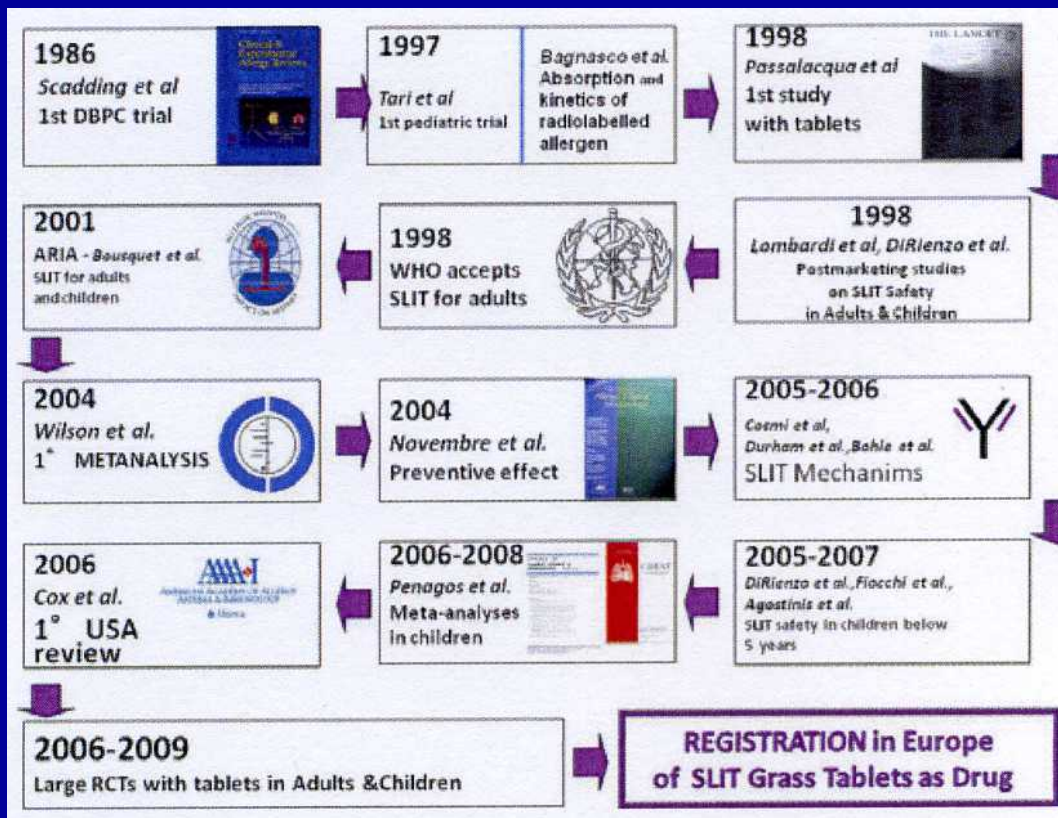 1986
Scadding et al
1st DBPC trial
1997
Tari et al
1st pediatric trial
Bagnasco et al.
Absorption and
kinetics of
radiolabelled
allergen
1998
Passalacqua et al
1st study
with tablets
THE LANCET
1998
Lombardi et al, DiRienzo et al.
Postmarketing studies
on SLIT Safety
in Adults & Children
1998
WHO accepts
SLIT for adults
2001
ARIA - Bousquet et al.
SLIT for adults
and children
2004
Wilson et al.
1° METANALYSIS
2004
Novembre et al.
Preventive effect
2005-2006
Cosmi et al,
Durham et al.,Bohle et al.
SLIT Mechanims
2005-2007
DiRienzo et al.,Fiocchi et al.,
Agostinis et al.
SLIT safety in children below
5 years
2006-2008
Penagos et al.
Meta-analyses
in children
CHEST
2006
Cox et al.
1° USA
review
AMERICAN ACADEMY OF ALLERGY
ASTHMA & IMMUNOLOGY
2006-2009
Large RCTs with tablets in Adults &Children
REGISTRATION in Europe
of SLIT Grass Tablets as Drug